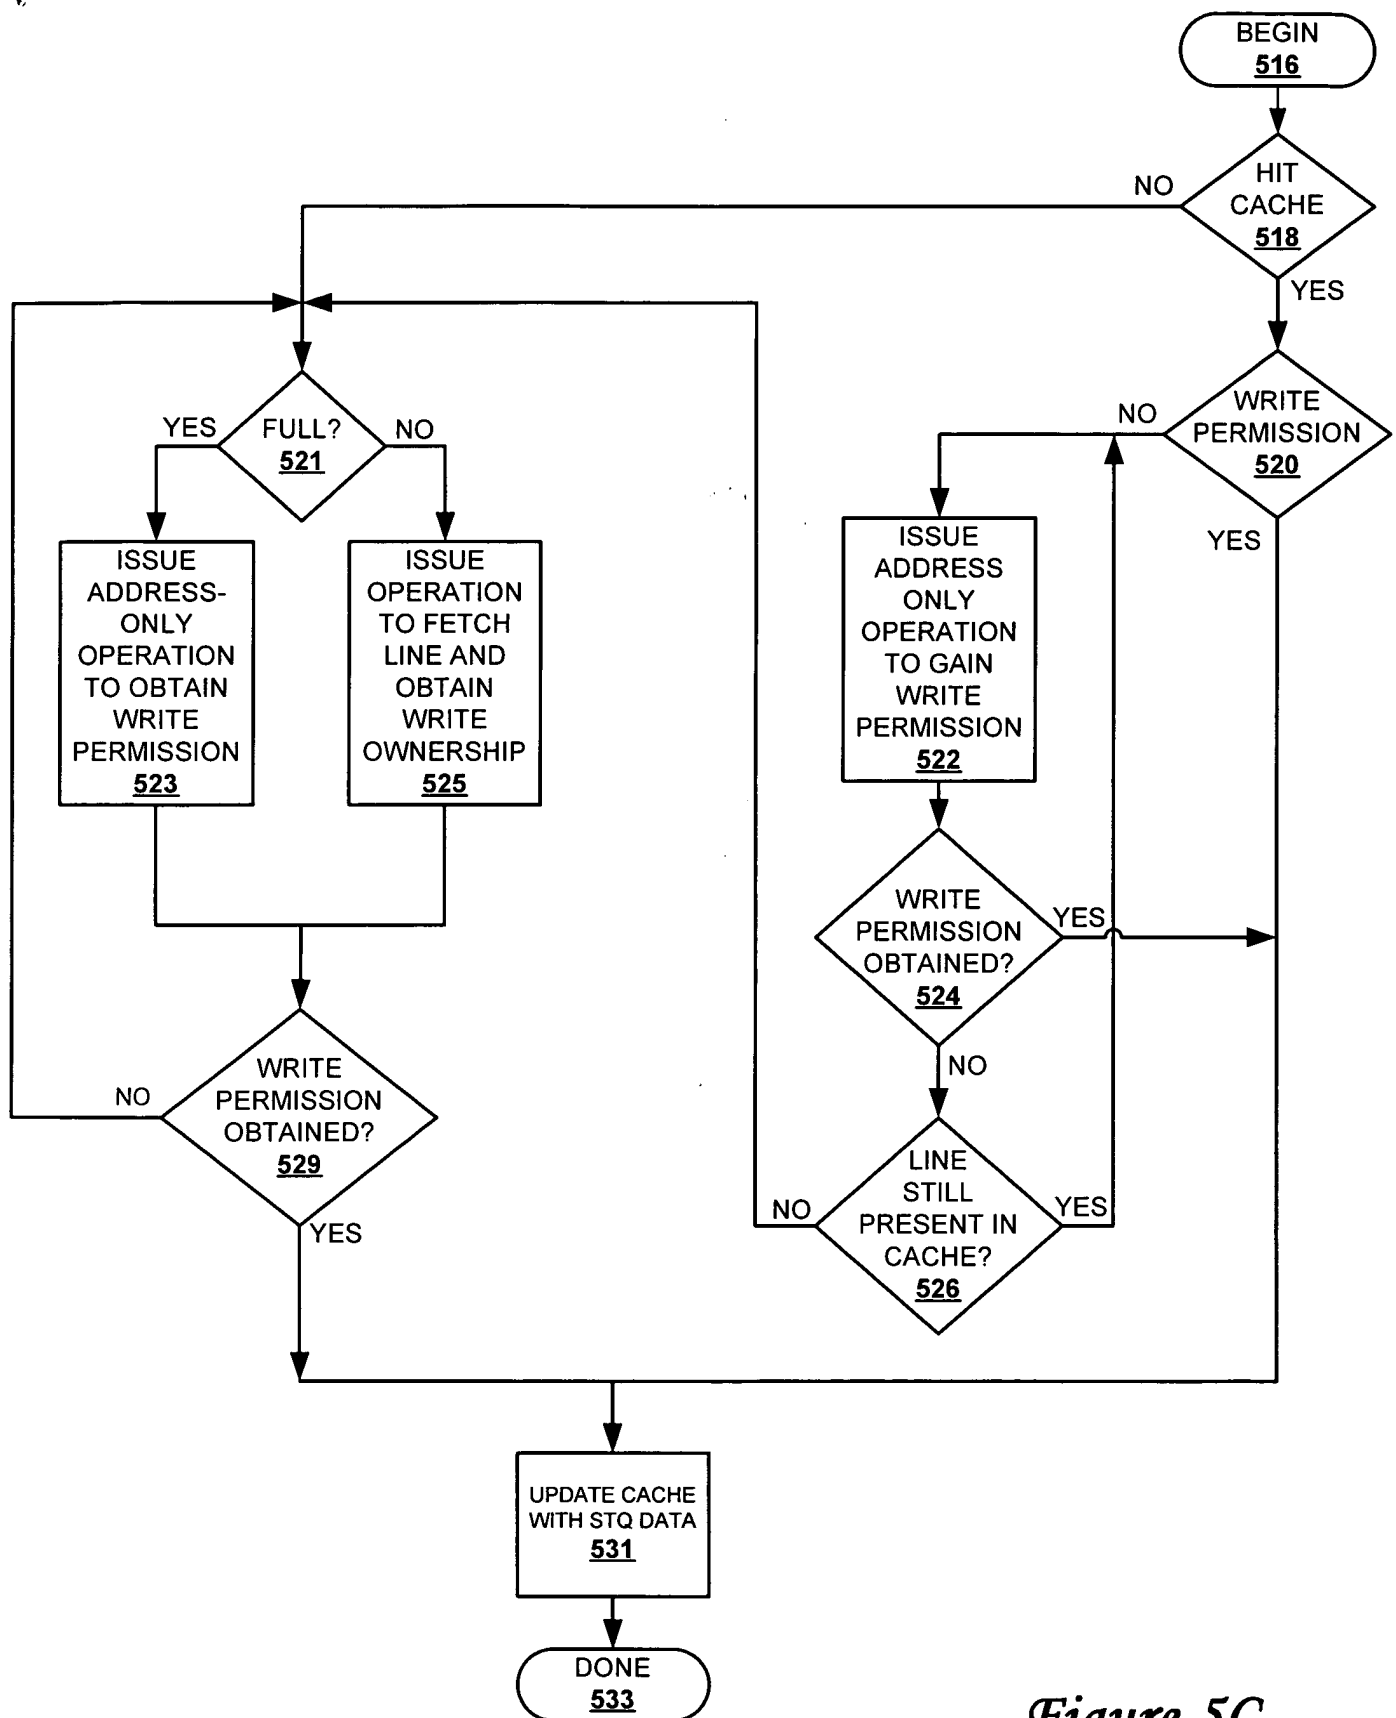 BEGIN
516
HIT
CACHE
518
NO
YES
WRITE
PERMISSION
520
NO
YES
FULL?
521
YES
NO
ISSUE
ADDRESS-
ONLY
OPERATION
TO OBTAIN
WRITE
PERMISSION
523
ISSUE
OPERATION
TO FETCH
LINE AND
OBTAIN
WRITE
OWNERSHIP
525
ISSUE
ADDRESS
ONLY
OPERATION
TO GAIN
WRITE
PERMISSION
522
WRITE
PERMISSION
OBTAINED?
524
YES
NO
WRITE
PERMISSION
OBTAINED?
529
NO
YES
LINE
STILL
PRESENT IN
CACHE?
526
NO
YES
UPDATE CACHE
WITH STQ DATA
531
DONE
533
Figure 5C